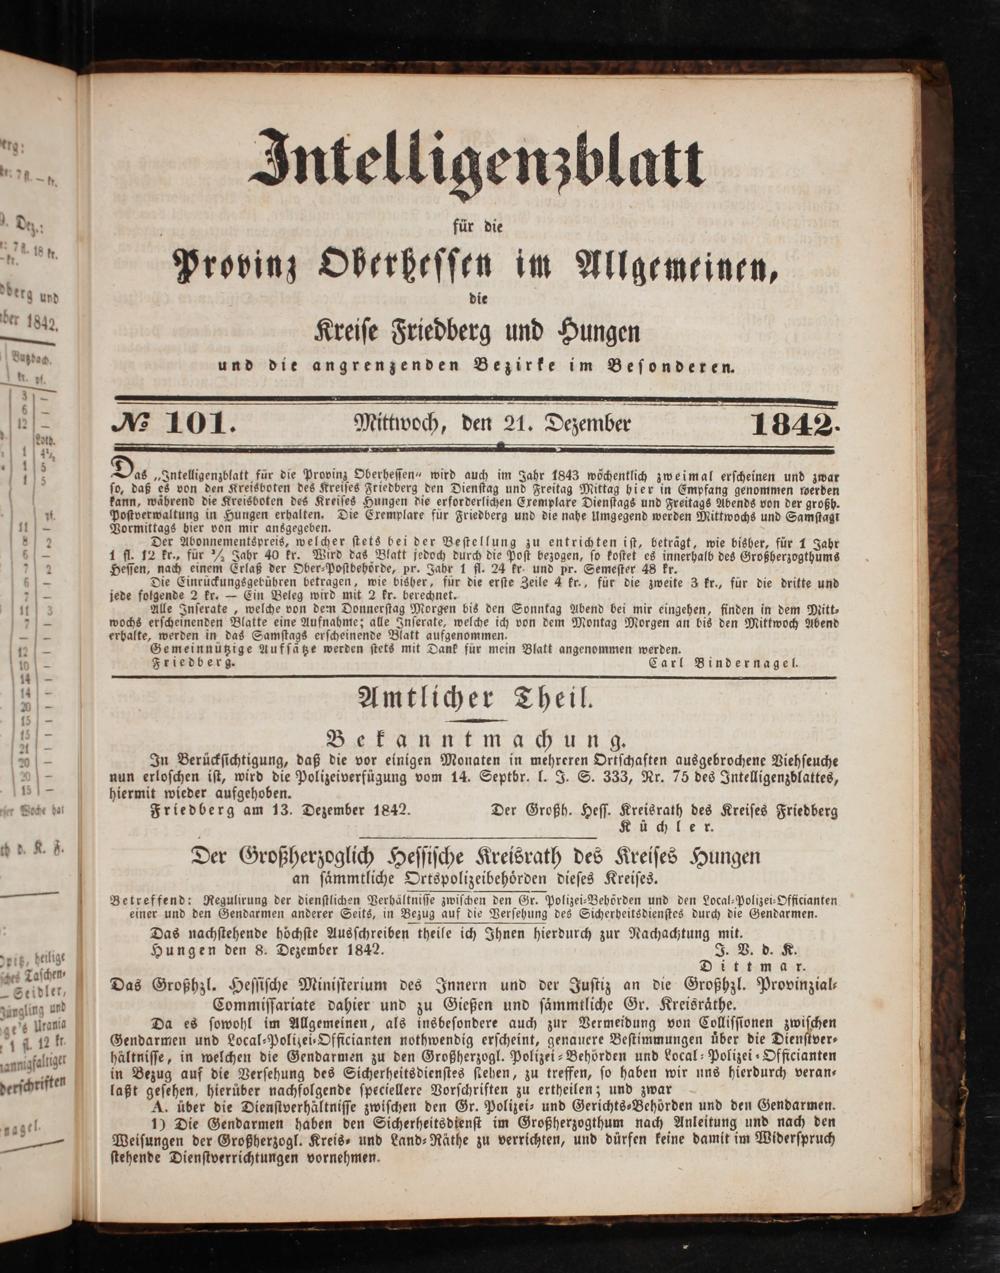 Intelligenzblatt
für die
Provinz Oberhessen im Allgemeinen,
die
Kreise Friedberg und Hungen
und die angrenzenden Bezirke im Besonderen.
№ 101. Mittwoch, den 21. Dezember 1842.
Das „Intelligenzblatt für die Provinz Oberhessen“ wird auch im Jahr 1843 wöchentlich zweimal erscheinen und zwar
so, daß es von den Kreisboten des Kreises Friedberg den Dienstag und Freitag Mittag hier in Empfang genommen werden
kann, während die Kreisboten des Kreises Hungen die erforderlichen Exemplare Dienstags und Freitags Abends von der großh.
Postverwaltung in Hungen erhalten. Die Exemplare für Friedberg und die nahe Umgegend werden Mittwochs und Samstagt
Vormittags hier von mir ansgegeben.
Der Abonnementspreis, welcher stets bei der Bestellung zu entrichten ist, beträgt, wie bisher, für 1 Jahr
1 fl. 12 kr., für ½ Jahr 40 kr. Wird das Blatt jedoch durch die Post bezogen, so kostet es innerhalb des Großherzogthums
Hessen, nach einem Erlaß der Ober-Postbehörde, pr. Jahr 1 fl. 24 kr. und pr. Semester 48 kr.
Die Einrückungsgebühren betragen, wie bisher, für die erste Zeile 4 kr., für die zweite 3 kr., für die dritte und
jede folgende 2 kr. — Ein Beleg wird mit 2 kr. berechnet.
Alle Inserate, welche von dem Donnerstag Morgen bis den Sonntag Abend bei mir eingehen, finden in dem Mitt-
wochs erscheinenden Blatte eine Aufnahme; alle Inserate, welche ich von dem Montag Morgen an bis den Mittwoch Abend
erhalte, werden in das Samstags erscheinende Blatt aufgenommen.
Gemeinnützige Aufsätze werden stets mit Dank für mein Blatt angenommen werden.
Friedberg. Carl Bindernagel.
Amtlicher Theil.
Bekanntmachung.
In Berücksichtigung, daß die vor einigen Monaten in mehreren Ortschaften ausgebrochene Viehseuche
nun erloschen ist, wird die Polizeiverfügung vom 14. Septbr. l. J. S. 333, Nr. 75 des Intelligenzblattes,
hiermit wieder aufgehoben.
Friedberg am 13. Dezember 1842. Der Großh. Hess. Kreisrath des Kreises Friedberg
Küchler.
Der Großherzoglich Hessische Kreisrath des Kreises Hungen
an sämmtliche Ortspolizeibehörden dieses Kreises.
Betreffend: Regulirung der dienstlichen Verhältnisse zwischen den Gr. Polizei-Behörden und den Local-Polizei-Officianten
einer und den Gendarmen anderer Seits, in Bezug auf die Versehung des Sicherheitsdienstes durch die Gendarmen.
Das nachstehende höchste Ausschreiben theile ich Ihnen hierdurch zur Nachachtung mit.
Hungen den 8. Dezember 1842. J. V. d. K.
Dittmar.
Das Großhzl. Hessische Ministerium des Innern und der Justiz an die Großhzl. Provinzial-
Commissariate dahier und zu Gießen und sämmtliche Gr. Kreisräthe.
Da es sowohl im Allgemeinen, als insbesondere auch zur Vermeidung von Collissionen zwischen
Gendarmen und Local-Polizei-Officianten nothwendig erscheint, genauere Bestimmungen über die Dienstver-
hältnisse, in welchen die Gendarmen zu den Großherzogl. Polizei-Behörden und Local-Polizei-Officianten
in Bezug auf die Versehung des Sicherheitsdienstes stehen, zu treffen, so haben wir uns hierdurch veran-
laßt gesehen, hierüber nachfolgende speciellere Vorschriften zu ertheilen; und zwar
A. über die Dienstverhältnisse zwischen den Gr. Polizei- und Gerichts-Behörden und den Gendarmen.
1) Die Gendarmen haben den Sicherheitsdienst im Großherzogthum nach Anleitung und nach den
Weisungen der Großherzogl. Kreis- und Land-Räthe zu verrichten, und dürfen keine damit im Widerspruch
stehende Dienstverrichtungen vornehmen.